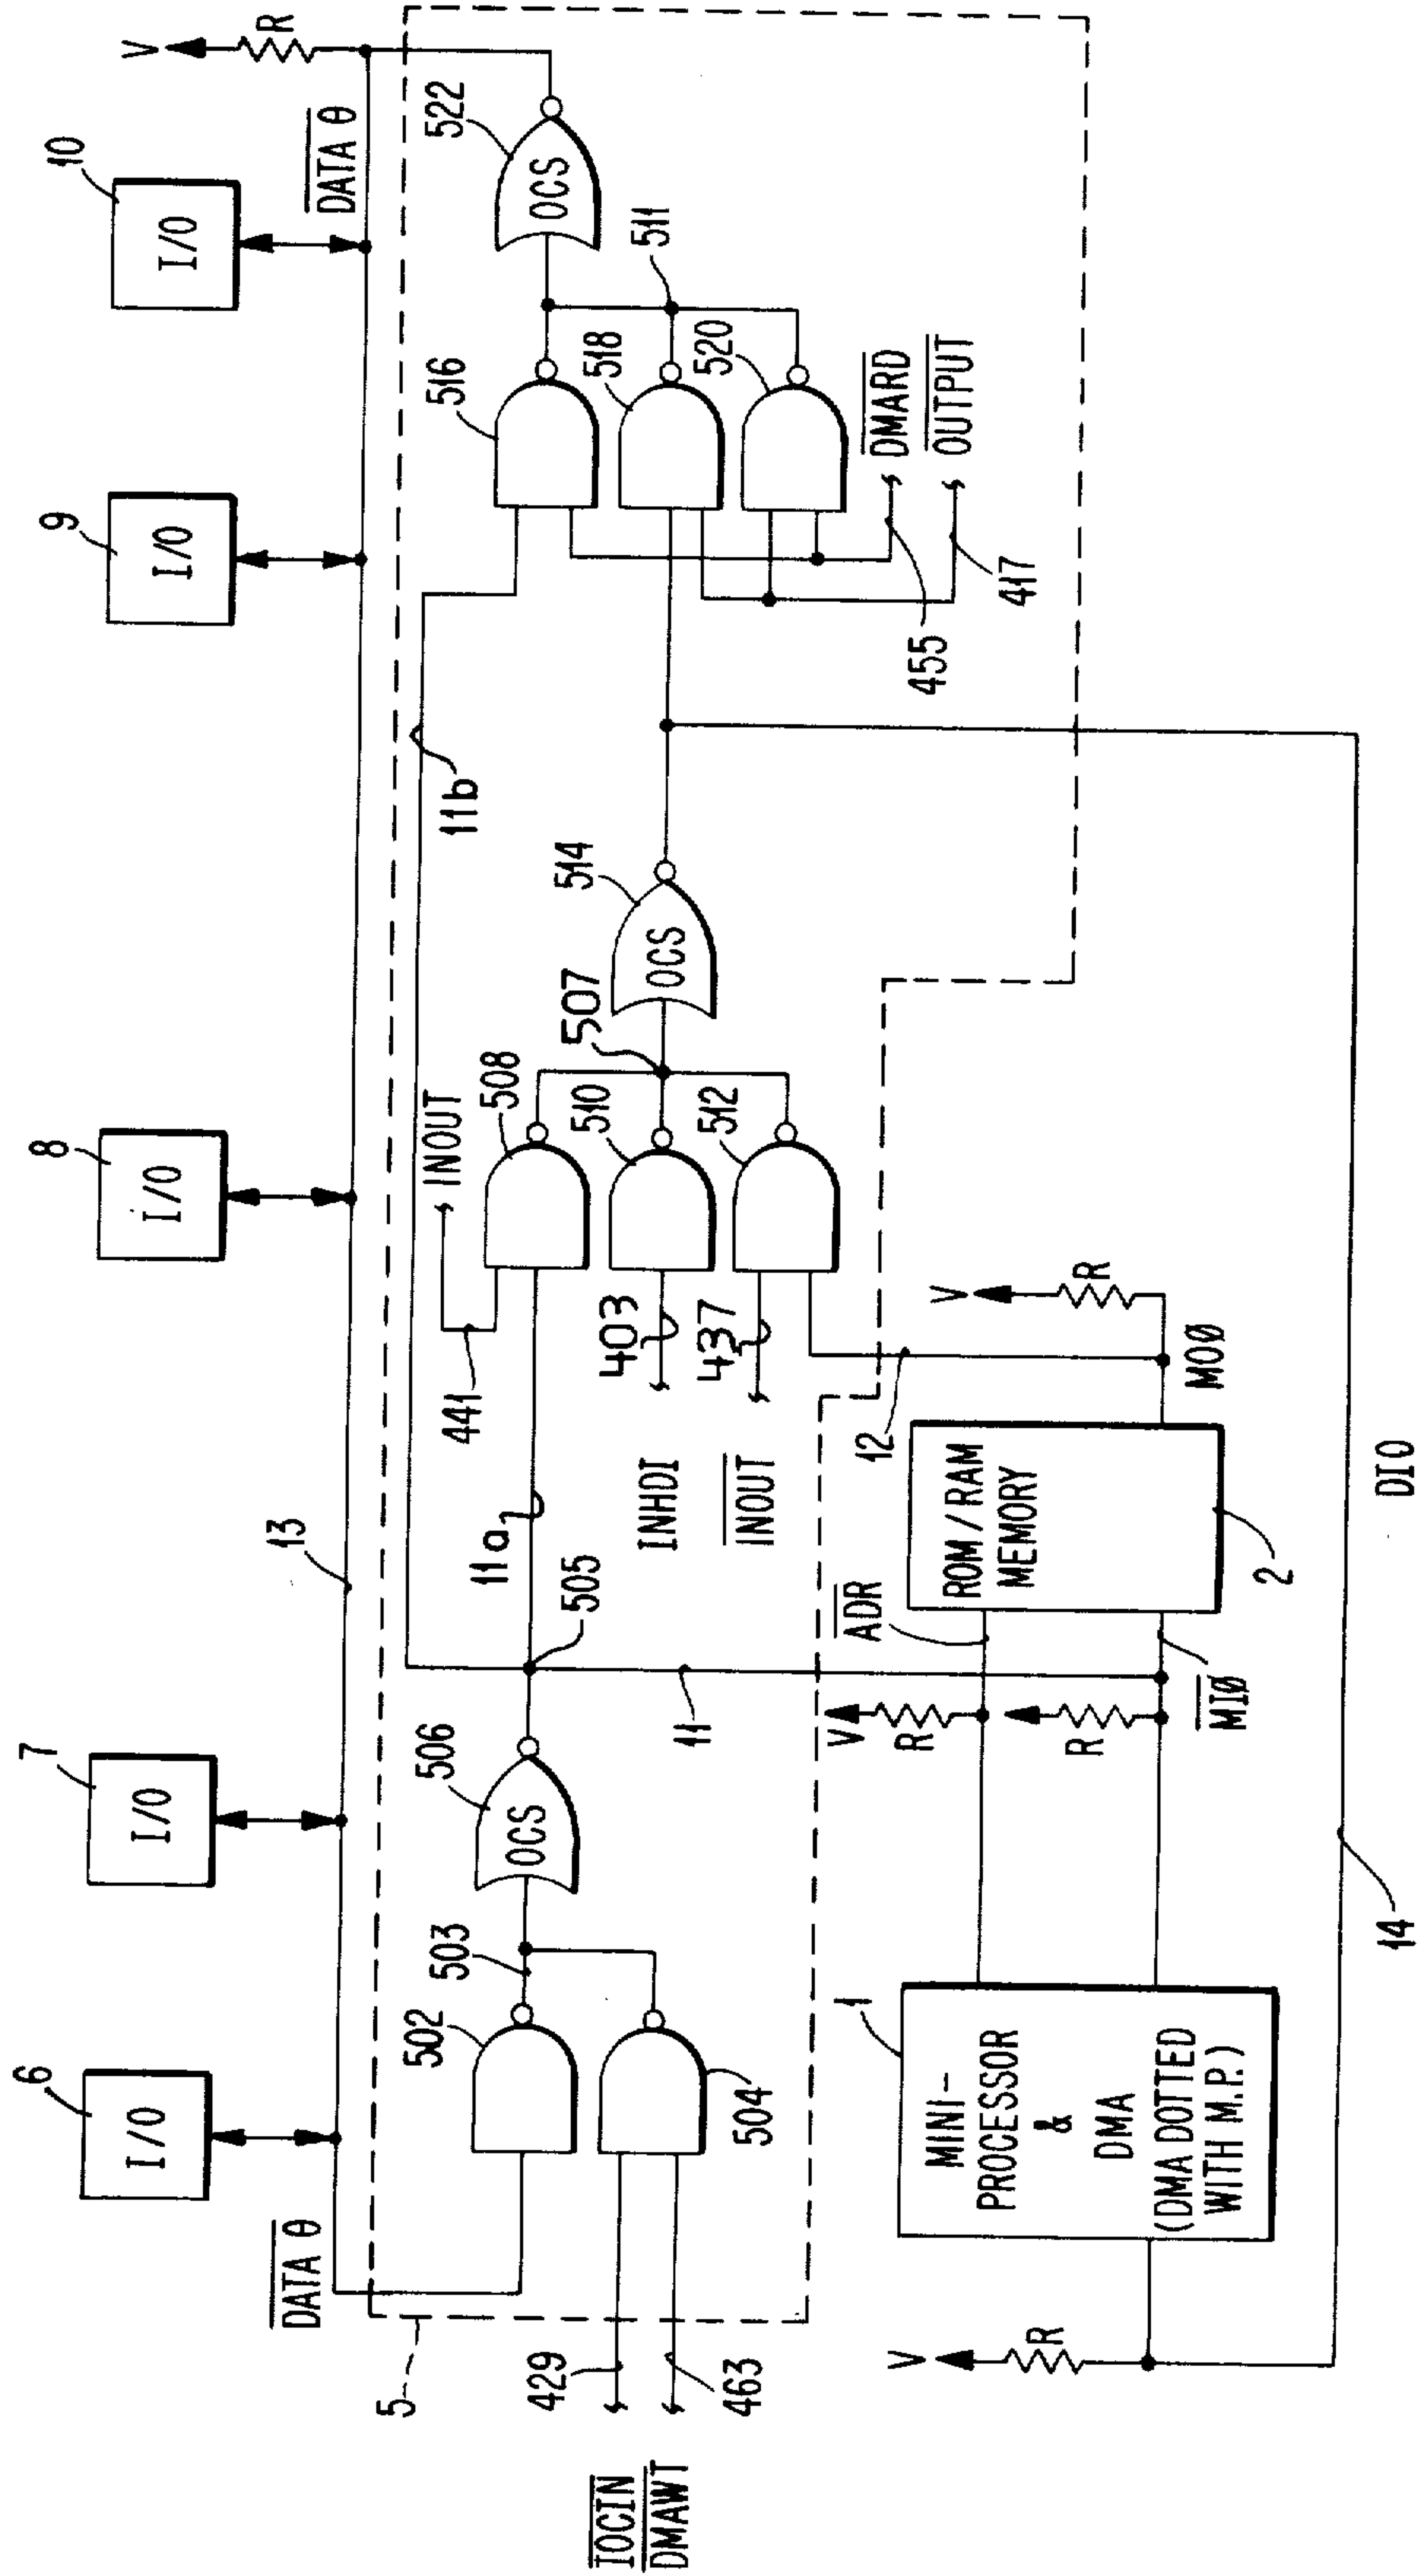 6
I/O
7
I/O
8
I/O
9
I/O
10
I/O
V
R
DATA θ
13
DATA θ
5
502
503
506
OCS
505
11a
11
11b
441
INOUT
508
507
510
512
514
OCS
516
518
520
511
522
OCS
403
437
INHDI
INOUT
DMARD
OUTPUT
455
417
504
429
463
IOCIN
DMAWT
1
MINI-
PROCESSOR
&
DMA
(DMA DOTTED
WITH M.P.)
V
R
V
R
R
ADR
MIØ
ROM/RAM
MEMORY
2
12
MOØ
V
R
14
DIO